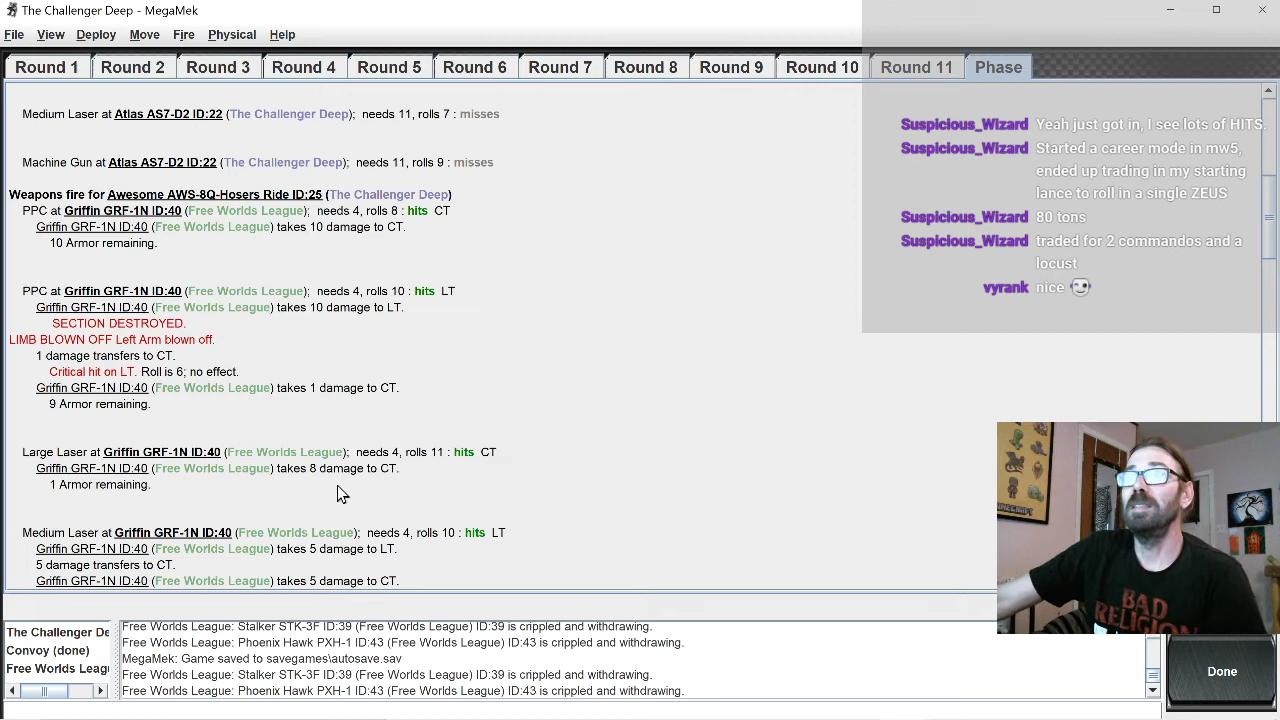 The Challenger Deep - MegaMek
File View Deploy Move Fire Physical Help
Round 1 Round 2 Round 3 Round 4 Round 5 Round 6 Round 7 Round 8 Round 9 Round 10 Round 11 Phase
Medium Laser at Atlas AS7-D2 ID:22 (The Challenger Deep); needs 11, rolls 7 : misses
Machine Gun at Atlas AS7-D2 ID:22 (The Challenger Deep); needs 11, rolls 9 : misses
Weapons fire for Awesome AWS-8Q-Hosers Ride ID:25 (The Challenger Deep)
PPC at Griffin GRF-1N ID:40 (Free Worlds League); needs 4, rolls 8 : hits CT
Griffin GRF-1N ID:40 (Free Worlds League) takes 10 damage to CT.
10 Armor remaining.
PPC at Griffin GRF-1N ID:40 (Free Worlds League); needs 4, rolls 10 : hits LT
Griffin GRF-1N ID:40 (Free Worlds League) takes 10 damage to LT.
SECTION DESTROYED.
LIMB BLOWN OFF Left Arm blown off.
1 damage transfers to CT.
Critical hit on LT. Roll is 6; no effect.
Griffin GRF-1N ID:40 (Free Worlds League) takes 1 damage to CT.
9 Armor remaining.
Large Laser at Griffin GRF-1N ID:40 (Free Worlds League); needs 4, rolls 11 : hits CT
Griffin GRF-1N ID:40 (Free Worlds League) takes 8 damage to CT.
1 Armor remaining.
Medium Laser at Griffin GRF-1N ID:40 (Free Worlds League); needs 4, rolls 10 : hits LT
Griffin GRF-1N ID:40 (Free Worlds League) takes 5 damage to LT.
5 damage transfers to CT.
Griffin GRF-1N ID:40 (Free Worlds League) takes 5 damage to CT.
Suspicious_Wizard Yeah just got in, I see lots of HITS.
Suspicious_Wizard Started a career mode in mw5,
ended up trading in my starting
lance to roll in a single ZEUS
Suspicious_Wizard 80 tons
Suspicious_Wizard traded for 2 commandos and a
locust
vyrank nice
BAD
RELIGION
The Challenger De
Convoy (done)
Free Worlds Leagu
Free Worlds League: Stalker STK-3F ID:39 (Free Worlds League) ID:39 is crippled and withdrawing.
Free Worlds League: Phoenix Hawk PXH-1 ID:43 (Free Worlds League) ID:43 is crippled and withdrawing.
MegaMek: Game saved to savegames\autosave.sav
Free Worlds League: Stalker STK-3F ID:39 (Free Worlds League) ID:39 is crippled and withdrawing.
Free Worlds League: Phoenix Hawk PXH-1 ID:43 (Free Worlds League) ID:43 is crippled and withdrawing.
Done